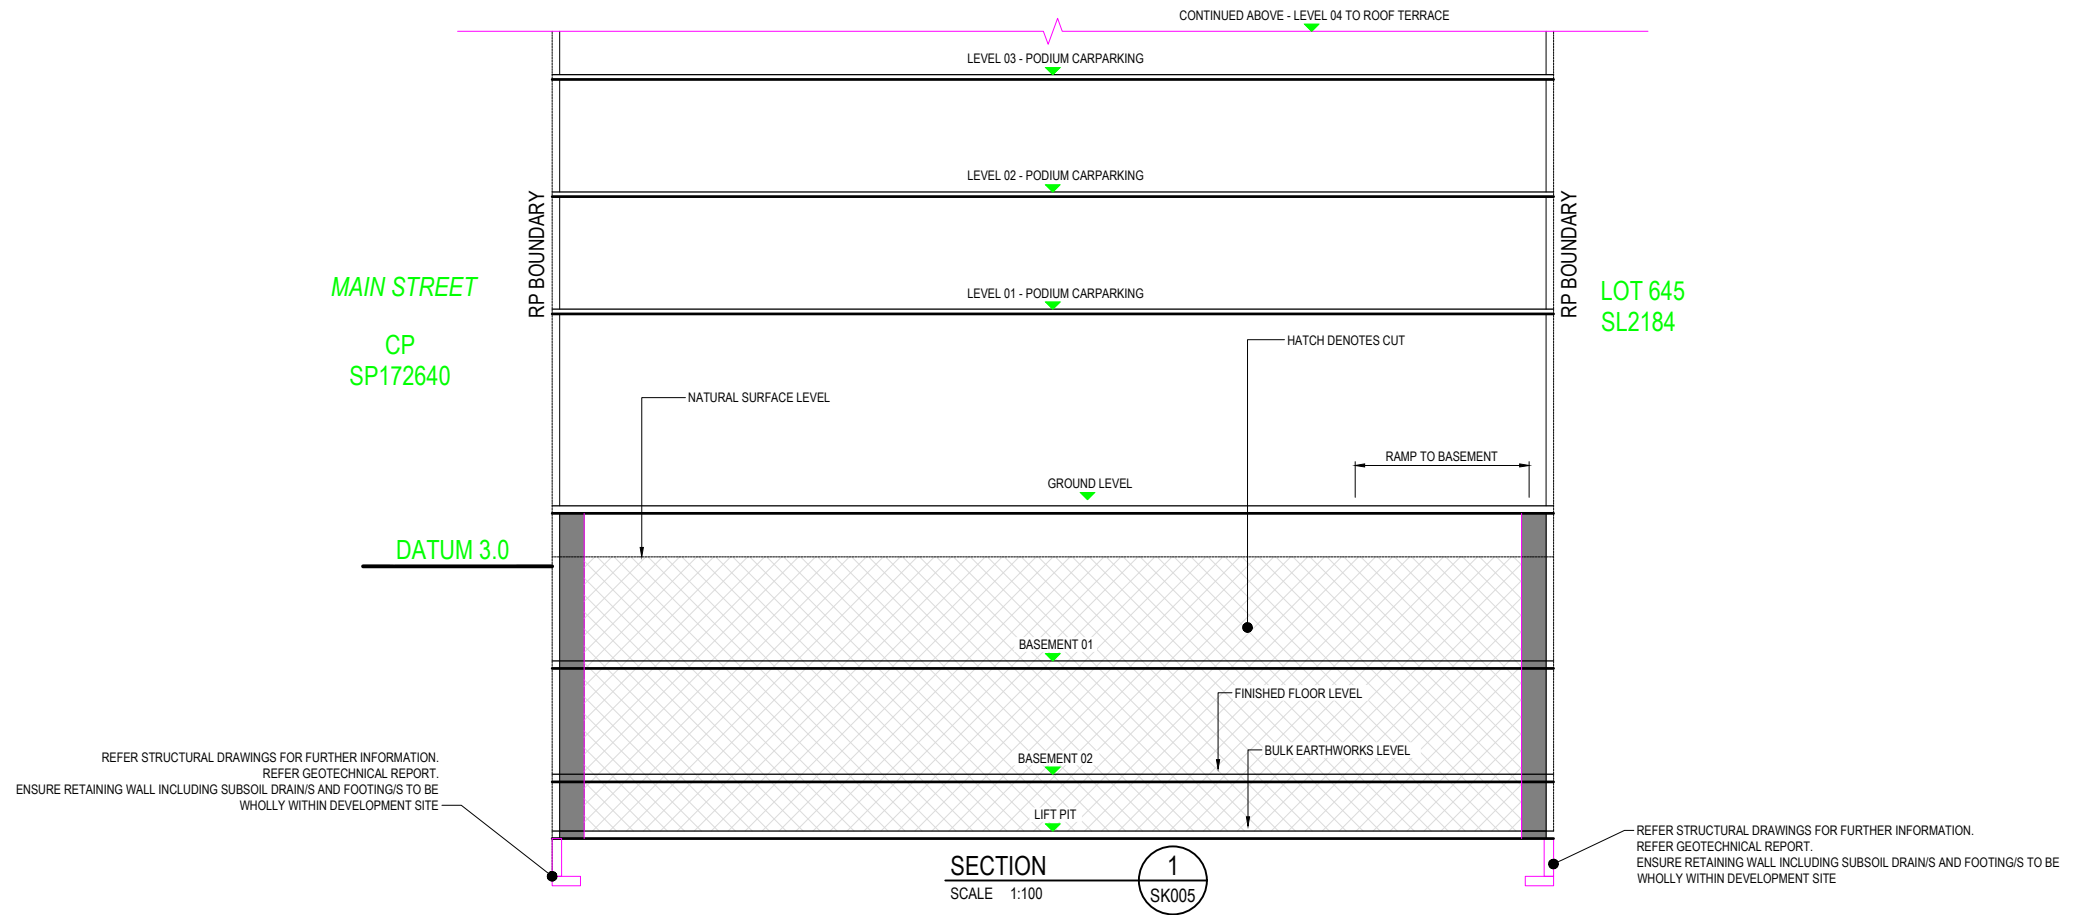 CONTINUED ABOVE - LEVEL 04 TO ROOF TERRACE
LEVEL 03 - PODIUM CARPARKING
LEVEL 02 - PODIUM CARPARKING
RP BOUNDARY
RP BOUNDARY
MAIN STREET
CP
SP172640
LEVEL 01 - PODIUM CARPARKING
LOT 645
SL2184
HATCH DENOTES CUT
NATURAL SURFACE LEVEL
RAMP TO BASEMENT
GROUND LEVEL
DATUM 3.0
BASEMENT 01
FINISHED FLOOR LEVEL
BULK EARTHWORKS LEVEL
BASEMENT 02
REFER STRUCTURAL DRAWINGS FOR FURTHER INFORMATION.
REFER GEOTECHNICAL REPORT.
ENSURE RETAINING WALL INCLUDING SUBSOIL DRAIN/S AND FOOTING/S TO BE
WHOLLY WITHIN DEVELOPMENT SITE
LIFT PIT
REFER STRUCTURAL DRAWINGS FOR FURTHER INFORMATION.
REFER GEOTECHNICAL REPORT.
ENSURE RETAINING WALL INCLUDING SUBSOIL DRAIN/S AND FOOTING/S TO BE
WHOLLY WITHIN DEVELOPMENT SITE
SECTION
SCALE 1:100
1
SK005